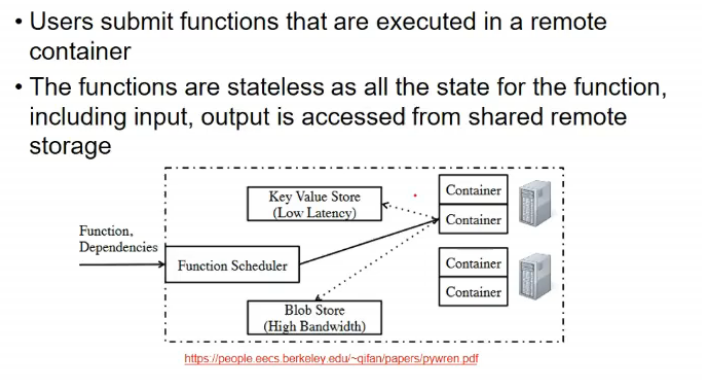 • Users submit functions that are executed in a remote
container
• The functions are stateless as all the state for the function,
including input, output is accessed from shared remote
storage
Key Value Store
(Low Latency)
Container
Container
Function,
Dependencies
Function Scheduler
Container
Container
Blob Store
(High Bandwidth)
https://people.eecs.berkeley.edu/~qifan/papers/pywren.pdf